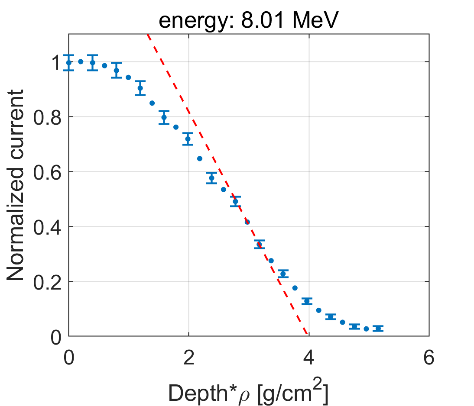 energy: 8.01 MeV
Normalized current
1
0.8
0.6
0.4
0.2
0
0 2 4 6
Depth*ρ [g/cm²]